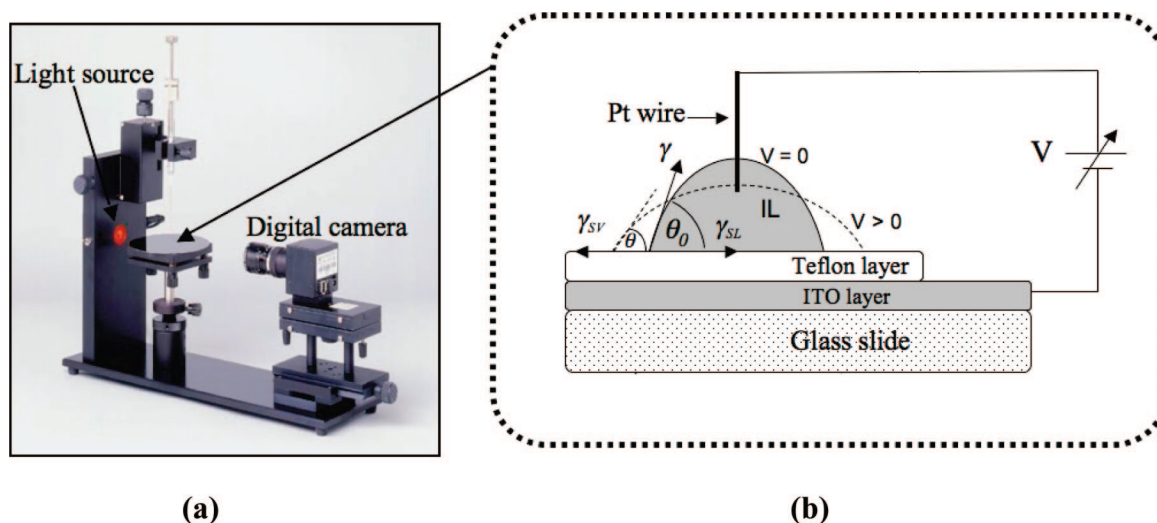 Light source
Digital camera
Pt wire
γ
V = 0
V
IL
V > 0
γSV
θ
θ0
γSL
Teflon layer
ITO layer
Glass slide
(a)
(b)